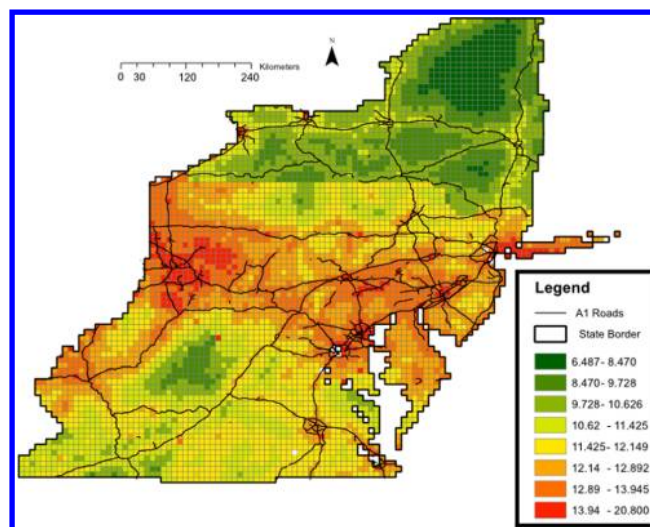 N
Kilometers
0 30 120 240
Legend
A1 Roads
State Border
6.487- 8.470
8.470 - 9.728
9.728 - 10.626
10.62 - 11.425
11.425 - 12.149
12.14 - 12.892
12.89 - 13.945
13.94 - 20.800